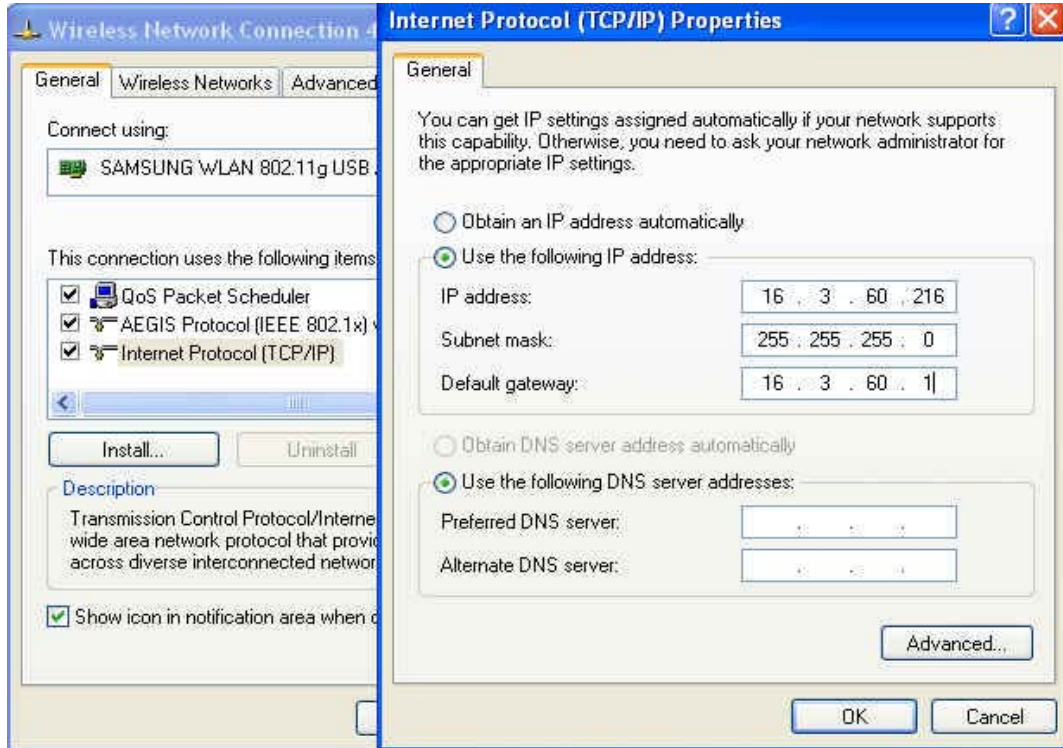 Wireless Network Connection 4
General
Wireless Networks
Advanced
Connect using:
SAMSUNG WLAN 802.11g USB
This connection uses the following items
QoS Packet Scheduler
AEGIS Protocol (IEEE 802.1x)
Internet Protocol (TCP/IP)
Install...
Uninstall
Description
Transmission Control Protocol/Interne
wide area network protocol that provi
across diverse interconnected networ
Show icon in notification area when
Internet Protocol (TCP/IP) Properties
General
You can get IP settings assigned automatically if your network supports
this capability. Otherwise, you need to ask your network administrator for
the appropriate IP settings.
Obtain an IP address automatically
Use the following IP address:
IP address: 16 . 3 . 60 . 216
Subnet mask: 255 . 255 . 255 . 0
Default gateway: 16 . 3 . 60 . 1
Obtain DNS server address automatically
Use the following DNS server addresses:
Preferred DNS server: . . .
Alternate DNS server: . . .
Advanced...
OK
Cancel